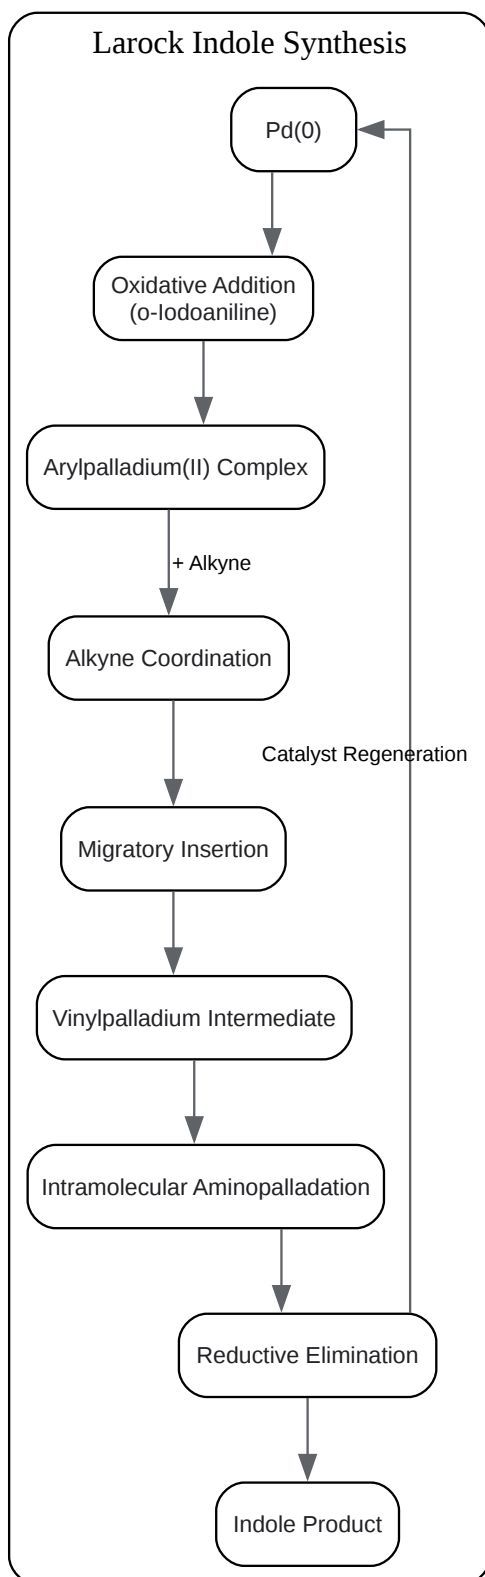 Larock Indole Synthesis
Pd(0)
Oxidative Addition
(o-Iodoaniline)
Arylpalladium(II) Complex
+ Alkyne
Alkyne Coordination
Catalyst Regeneration
Migratory Insertion
Vinylpalladium Intermediate
Intramolecular Aminopalladation
Reductive Elimination
Indole Product